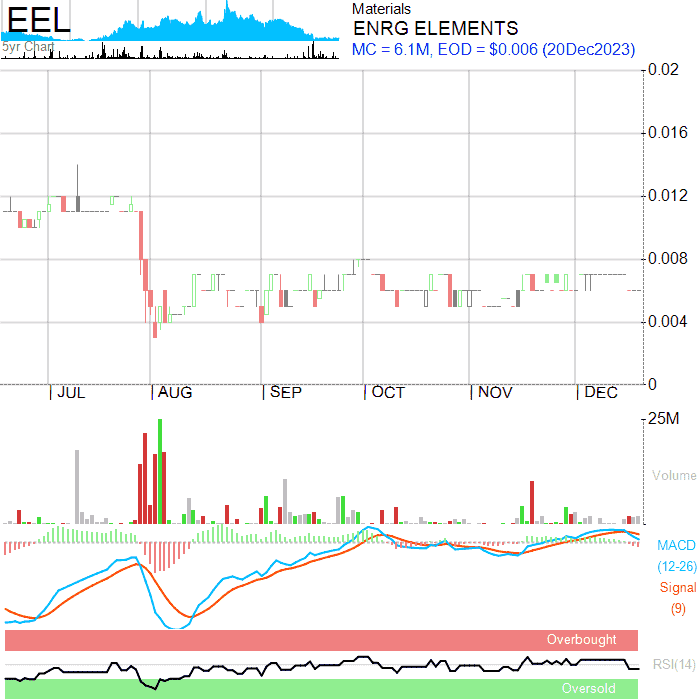 EEL
5yr Chart
Materials
ENRG ELEMENTS
MC = 6.1M, EOD = $0.006 (20Dec2023)
0.02
0.016
0.012
0.008
0.004
0
JUL AUG SEP OCT NOV DEC
25M
Volume
MACD
(12-26)
Signal
(9)
Overbought
RSI(14)
Oversold